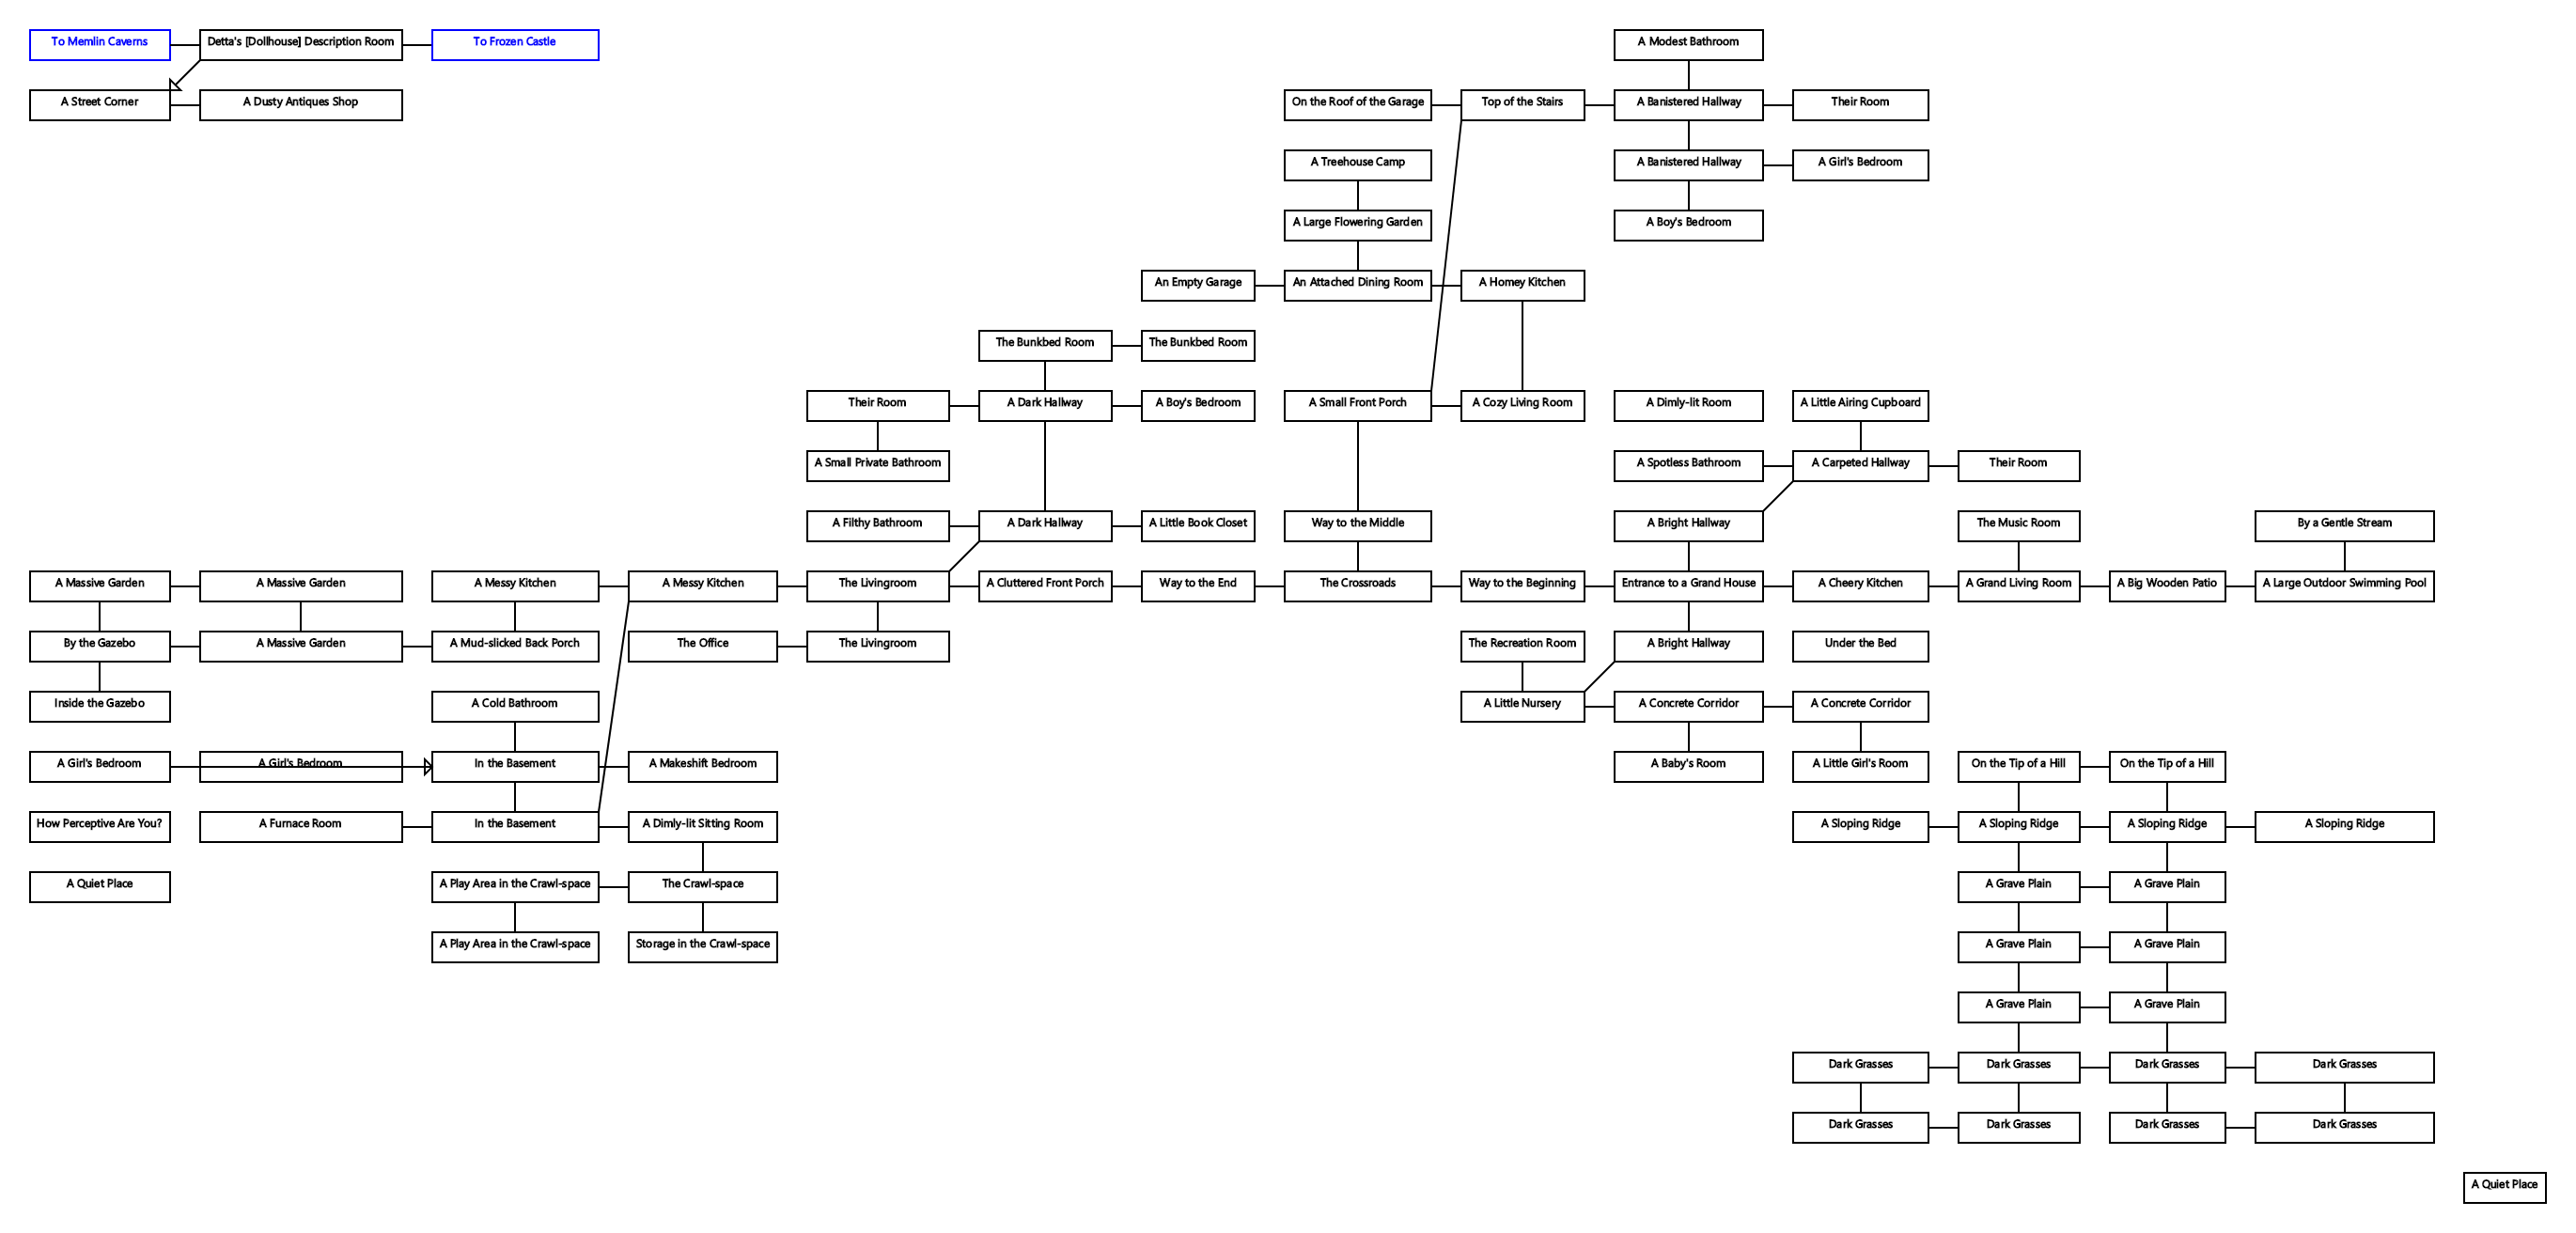 To Memlin Caverns
Detta's [Dollhouse] Description Room
To Frozen Castle
A Modest Bathroom
A Street Corner
A Dusty Antiques Shop
On the Roof of the Garage
Top of the Stairs
A Banistered Hallway
Their Room
A Treehouse Camp
A Banistered Hallway
A Girl's Bedroom
A Large Flowering Garden
A Boy's Bedroom
An Empty Garage
An Attached Dining Room
A Homey Kitchen
The Bunkbed Room
The Bunkbed Room
Their Room
A Dark Hallway
A Boy's Bedroom
A Small Front Porch
A Cozy Living Room
A Dimly-lit Room
A Little Airing Cupboard
A Small Private Bathroom
A Spotless Bathroom
A Carpeted Hallway
Their Room
A Filthy Bathroom
A Dark Hallway
A Little Book Closet
Way to the Middle
A Bright Hallway
The Music Room
By a Gentle Stream
A Massive Garden
A Massive Garden
A Messy Kitchen
A Messy Kitchen
The Livingroom
A Cluttered Front Porch
Way to the End
The Crossroads
Way to the Beginning
Entrance to a Grand House
A Cheery Kitchen
A Grand Living Room
A Big Wooden Patio
A Large Outdoor Swimming Pool
By the Gazebo
A Massive Garden
A Mud-slicked Back Porch
The Office
The Livingroom
The Recreation Room
A Bright Hallway
Under the Bed
Inside the Gazebo
A Cold Bathroom
A Little Nursery
A Concrete Corridor
A Concrete Corridor
A Girl's Bedroom
A Girl's Bedroom
In the Basement
A Makeshift Bedroom
A Baby's Room
A Little Girl's Room
On the Tip of a Hill
On the Tip of a Hill
How Perceptive Are You?
A Furnace Room
In the Basement
A Dimly-lit Sitting Room
A Sloping Ridge
A Sloping Ridge
A Sloping Ridge
A Sloping Ridge
A Quiet Place
A Play Area in the Crawl-space
The Crawl-space
A Grave Plain
A Grave Plain
A Play Area in the Crawl-space
Storage in the Crawl-space
A Grave Plain
A Grave Plain
A Grave Plain
A Grave Plain
Dark Grasses
Dark Grasses
Dark Grasses
Dark Grasses
Dark Grasses
Dark Grasses
Dark Grasses
Dark Grasses
A Quiet Place